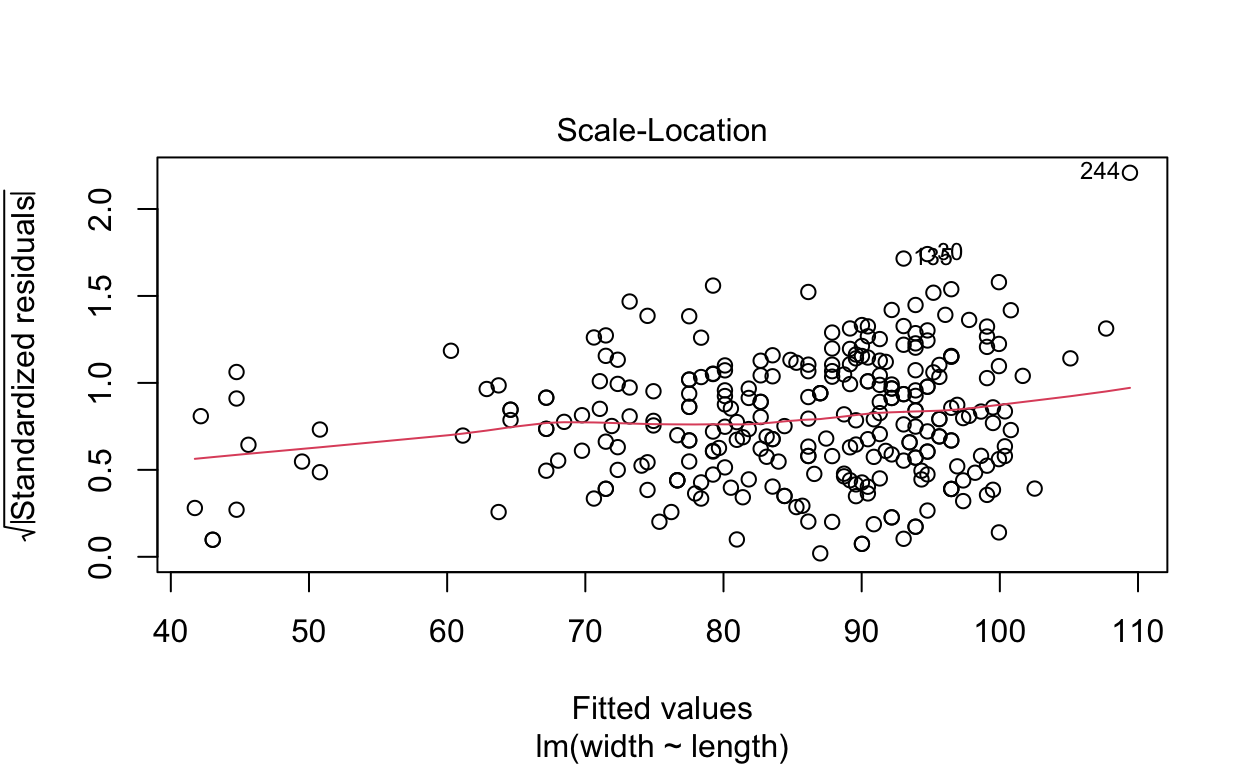 Scale-Location
√|Standardized residuals|
2.0
1.5
1.0
0.5
0.0
244
40 50 60 70 80 90 100 110
Fitted values
lm(width ~ length)